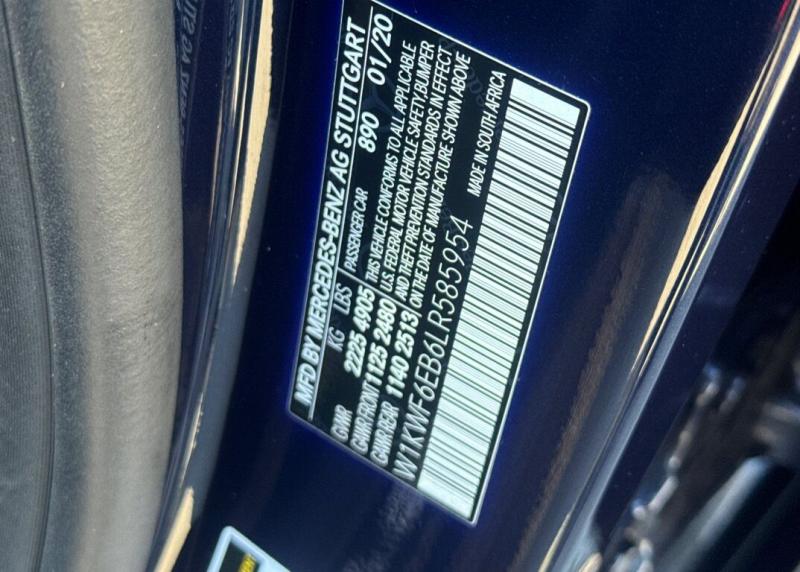 MFD BY MERCEDES-BENZ AG STUTTGART
KG LBS PASSENGER CAR 890 01/20
GVWR 2225 4905 THIS VEHICLE CONFORMS TO ALL APPLICABLE
GAWR-FRONT 1125 2480 U.S. FEDERAL MOTOR VEHICLE SAFETY, BUMPER
GAWR-REAR 1140 2513 AND THEFT PREVENTION STANDARDS IN EFFECT
ON THE DATE OF MANUFACTURE SHOWN ABOVE
W1KWF6EB6LR585954 MADE IN SOUTH AFRICA